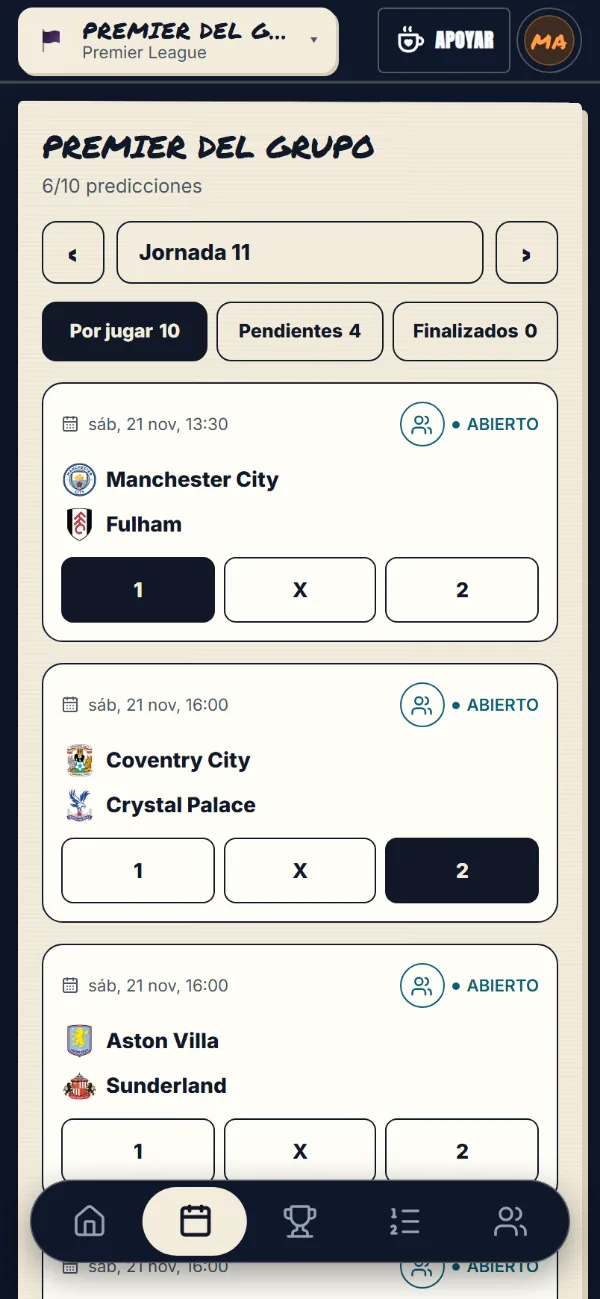 PREMIER DEL G...
Premier League
APOYAR
MA
PREMIER DEL GRUPO
6/10 predicciones
‹
Jornada 11
›
Por jugar 10
Pendientes 4
Finalizados 0
sáb, 21 nov, 13:30
• ABIERTO
Manchester City
Fulham
1
X
2
sáb, 21 nov, 16:00
• ABIERTO
Coventry City
Crystal Palace
1
X
2
sáb, 21 nov, 16:00
• ABIERTO
Aston Villa
Sunderland
1
X
2
sáb, 21 nov, 16:00
• ABIERTO